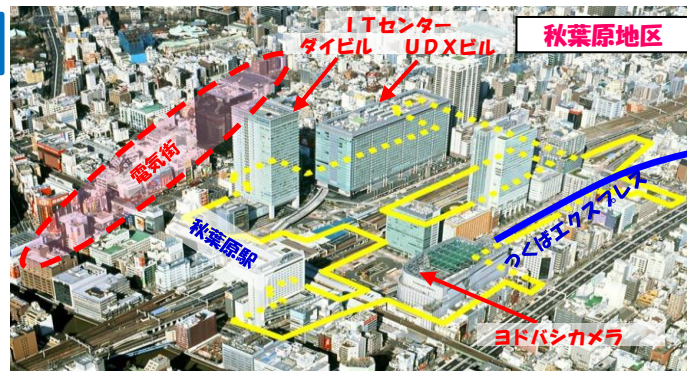 ITセンター
ダイビル UDXビル
秋葉原地区
電気街
秋葉原駅
つくばエクスプレス
ヨドバシカメラ